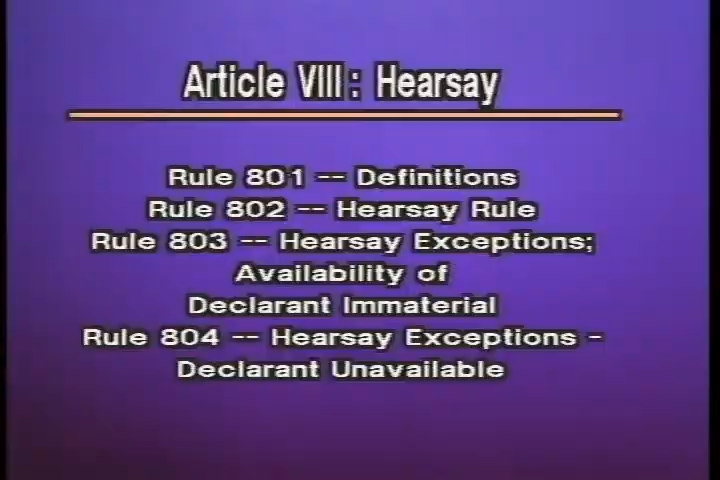 Article VIII: Hearsay
Rule 801 -- Definitions
Rule 802 -- Hearsay Rule
Rule 803 -- Hearsay Exceptions;
Availability of
Declarant Immaterial
Rule 804 -- Hearsay Exceptions -
Declarant Unavailable